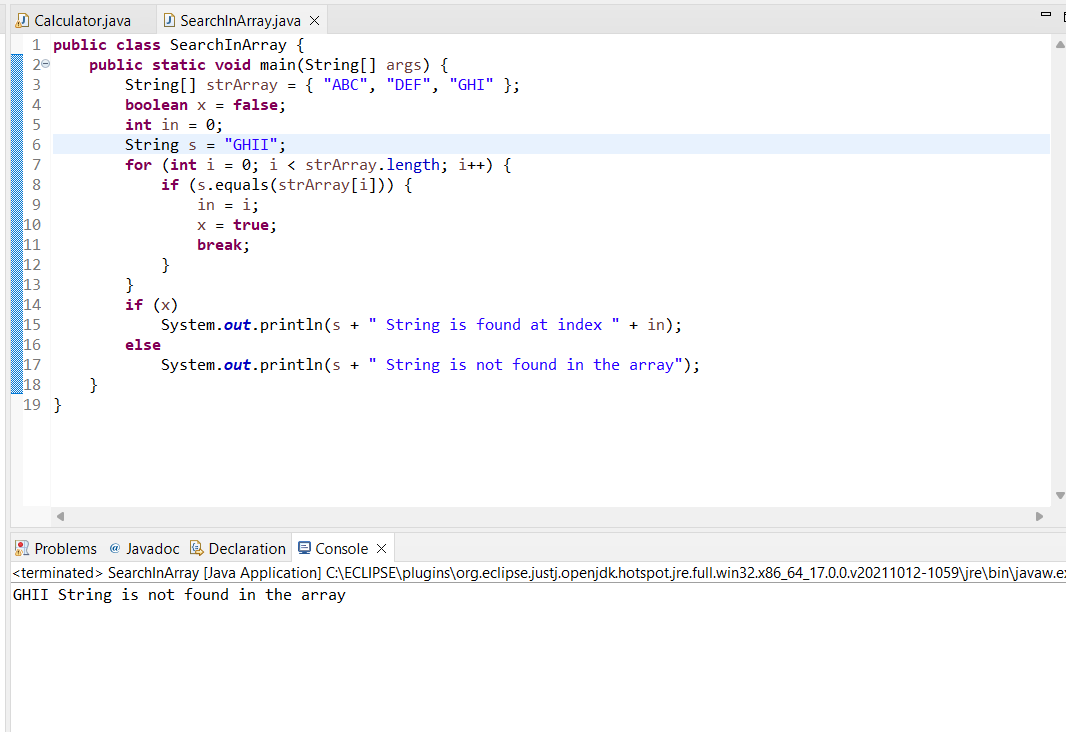 Calculator.java SearchInArray.java
1 public class SearchInArray {
2 public static void main(String[] args) {
3 String[] strArray = { "ABC", "DEF", "GHI" };
4 boolean x = false;
5 int in = 0;
6 String s = "GHII";
7 for (int i = 0; i < strArray.length; i++) {
8 if (s.equals(strArray[i])) {
9 in = i;
10 x = true;
11 break;
12 }
13 }
14 if (x)
15 System.out.println(s + " String is found at index " + in);
16 else
17 System.out.println(s + " String is not found in the array");
18 }
19 }
Problems @ Javadoc Declaration Console
<terminated> SearchInArray [Java Application] C:\ECLIPSE\plugins\org.eclipse.justj.openjdk.hotspot.jre.full.win32.x86_64_17.0.0.v20211012-1059\jre\bin\javaw.ex
GHII String is not found in the array